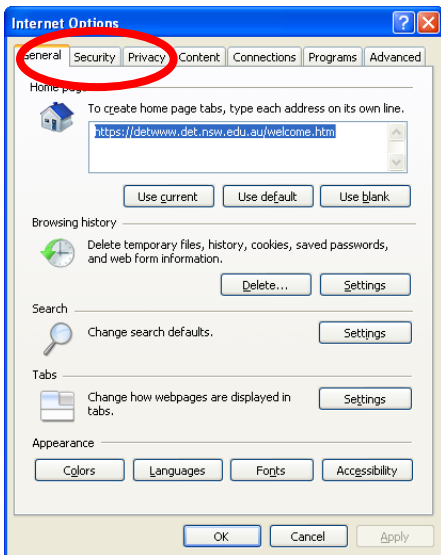 Internet Options
General Security Privacy Content Connections Programs Advanced
Home page
To create home page tabs, type each address on its own line.
https://detwww.det.nsw.edu.au/welcome.htm
Use current Use default Use blank
Browsing history
Delete temporary files, history, cookies, saved passwords,
and web form information.
Delete... Settings
Search
Change search defaults. Settings
Tabs
Change how webpages are displayed in
tabs. Settings
Appearance
Colors Languages Fonts Accessibility
OK Cancel Apply